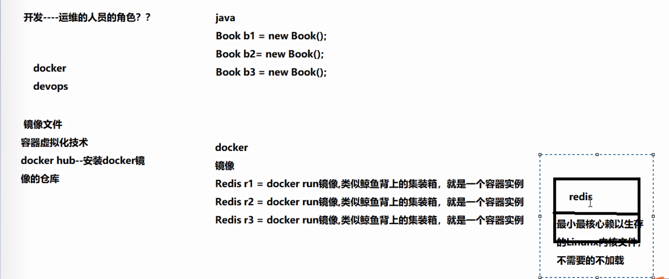 开发----运维的人员的角色？？
docker
devops
镜像文件
容器虚拟化技术
docker hub--安装docker镜
像的仓库
java
Book b1 = new Book();
Book b2= new Book();
Book b3 = new Book();
docker
镜像
Redis r1 = docker run镜像,类似鲸鱼背上的集装箱，就是一个容器实例
Redis r2 = docker run镜像,类似鲸鱼背上的集装箱，就是一个容器实例
Redis r3 = docker run镜像,类似鲸鱼背上的集装箱，就是一个容器实例
redis
最小最核心赖以生存
的Linunx内核文件，
不需要的不加载